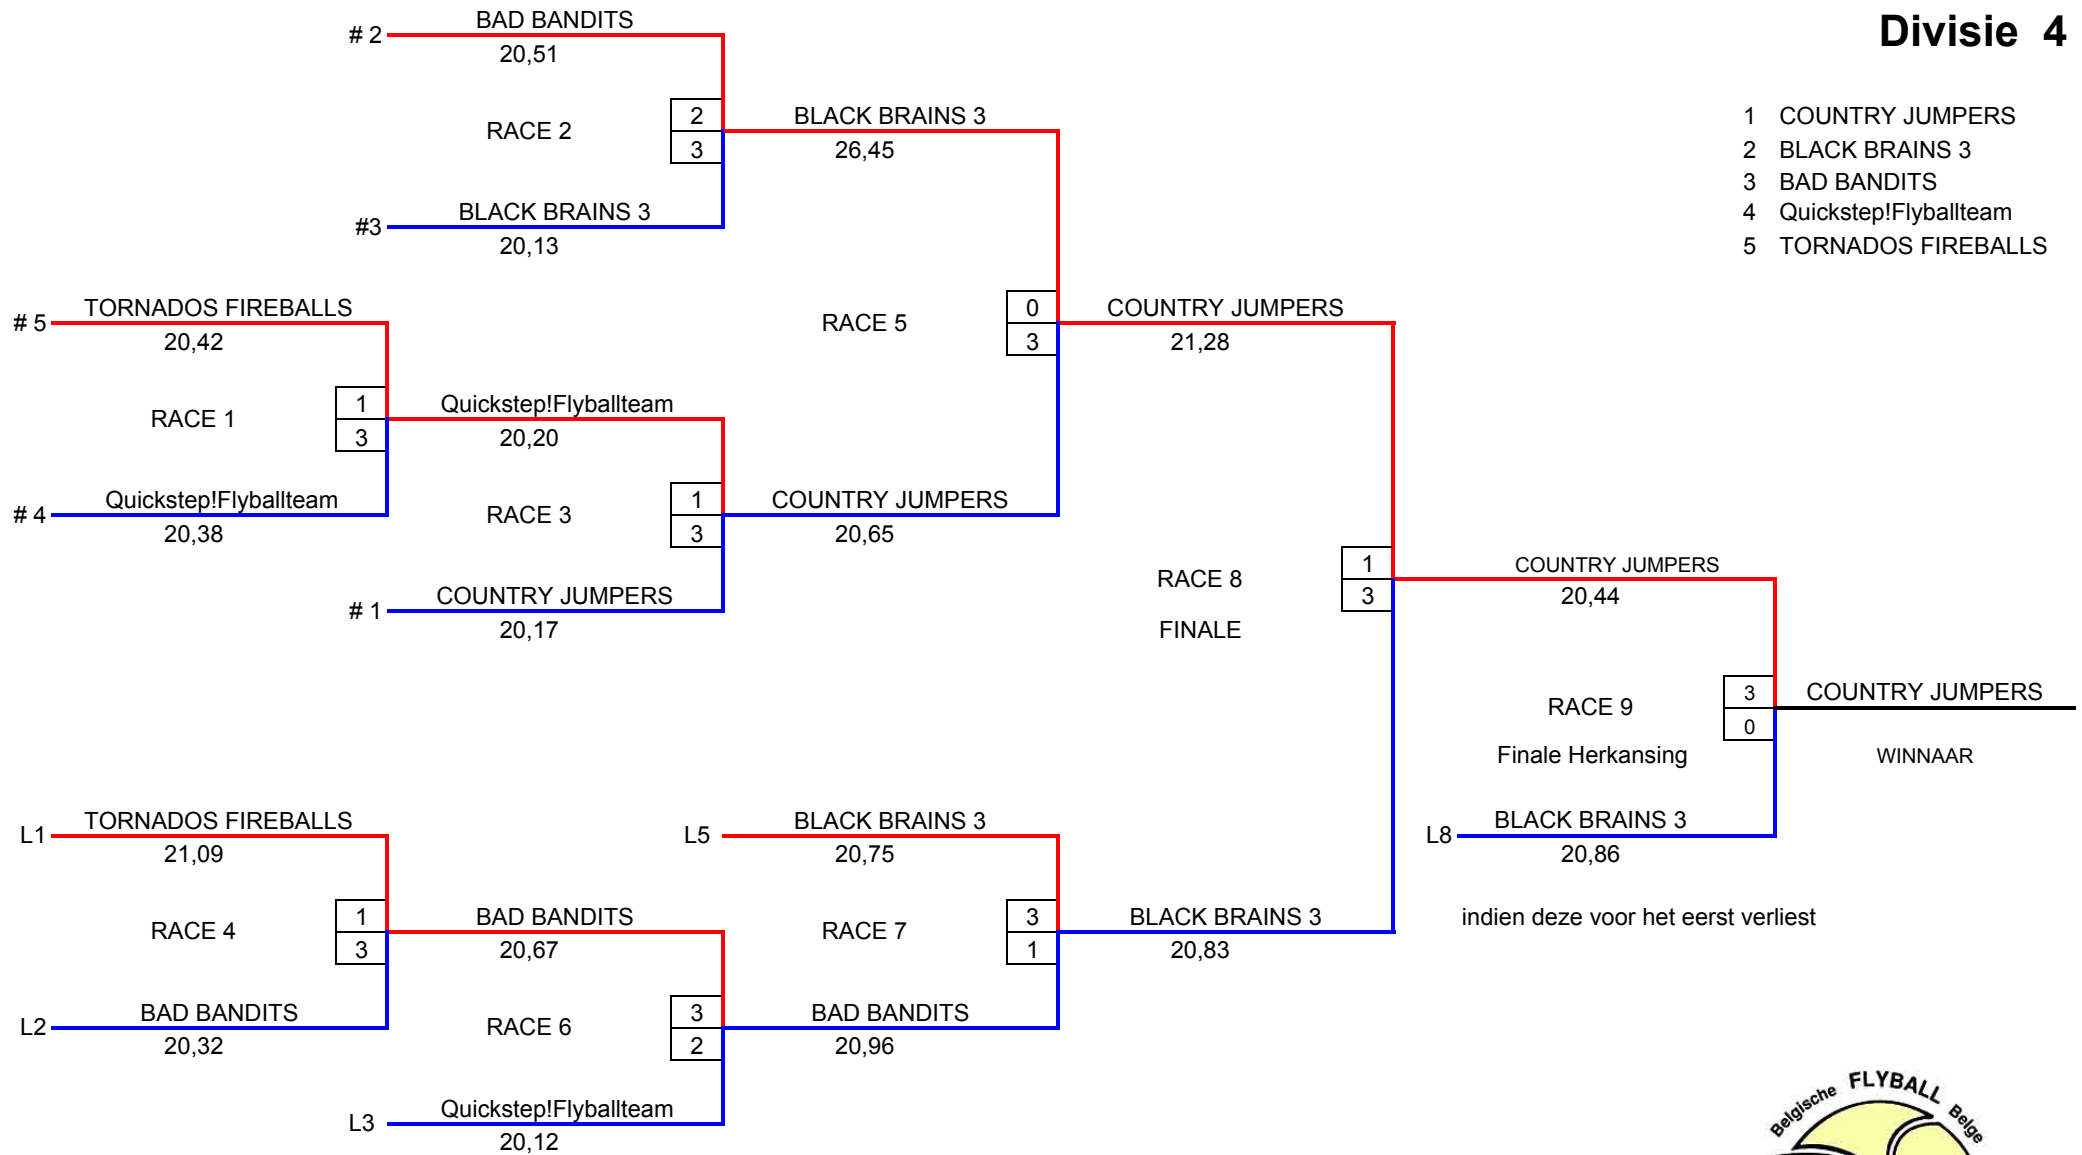 Divisie 4
1 COUNTRY JUMPERS
2 BLACK BRAINS 3
3 BAD BANDITS
4 Quickstep!Flyballteam
5 TORNADOS FIREBALLS
# 2 BAD BANDITS
20,51
RACE 2
2
3
#3 BLACK BRAINS 3
20,13
BLACK BRAINS 3
26,45
# 5 TORNADOS FIREBALLS
20,42
RACE 1
1
3
# 4 Quickstep!Flyballteam
20,38
Quickstep!Flyballteam
20,20
RACE 3
1
3
# 1 COUNTRY JUMPERS
20,17
COUNTRY JUMPERS
20,65
RACE 5
0
3
COUNTRY JUMPERS
21,28
RACE 8
FINALE
1
3
COUNTRY JUMPERS
20,44
RACE 9
Finale Herkansing
3
0
COUNTRY JUMPERS
WINNAAR
L8 BLACK BRAINS 3
20,86
indien deze voor het eerst verliest
L1 TORNADOS FIREBALLS
21,09
RACE 4
1
3
L2 BAD BANDITS
20,32
BAD BANDITS
20,67
RACE 6
3
2
L3 Quickstep!Flyballteam
20,12
L5 BLACK BRAINS 3
20,75
RACE 7
3
1
BAD BANDITS
20,96
BLACK BRAINS 3
20,83
Belgische FLYBALL Belge